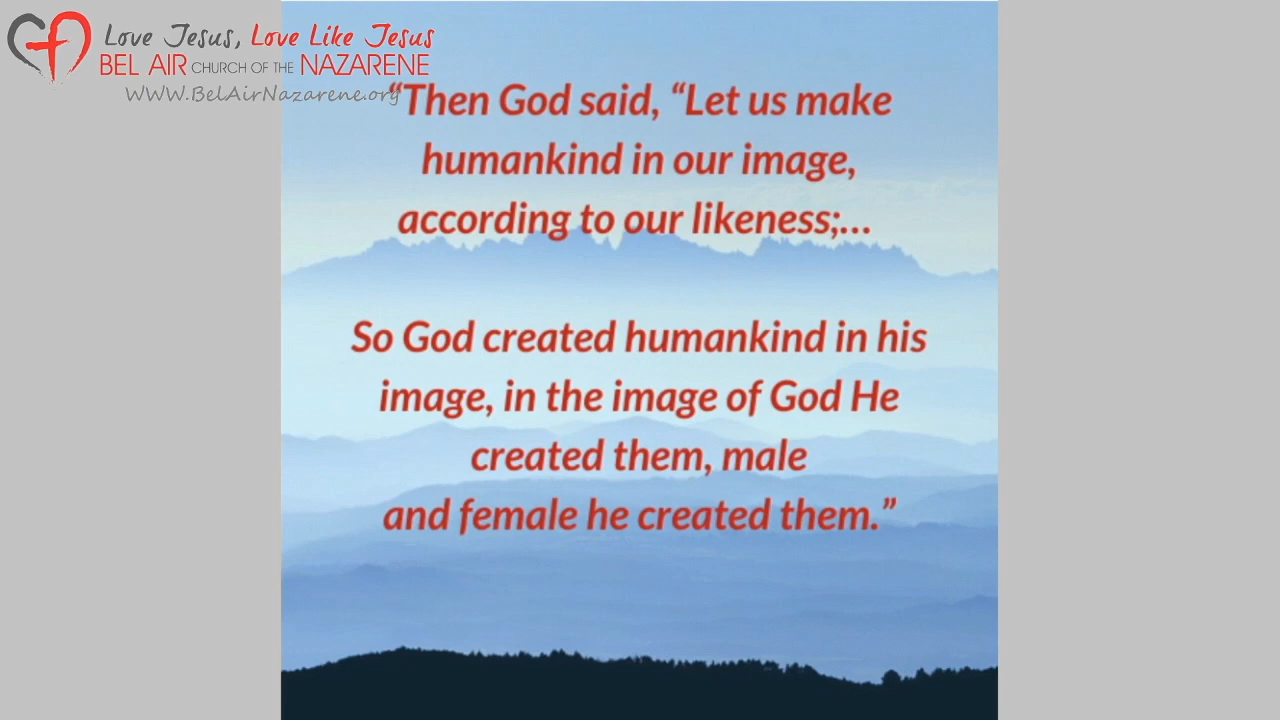 Love Jesus, Love Like Jesus
BEL AIR CHURCH OF THE NAZARENE
WWW.BelAirNazarene.org
“Then God said, “Let us make
humankind in our image,
according to our likeness;...
So God created humankind in his
image, in the image of God He
created them, male
and female he created them.”